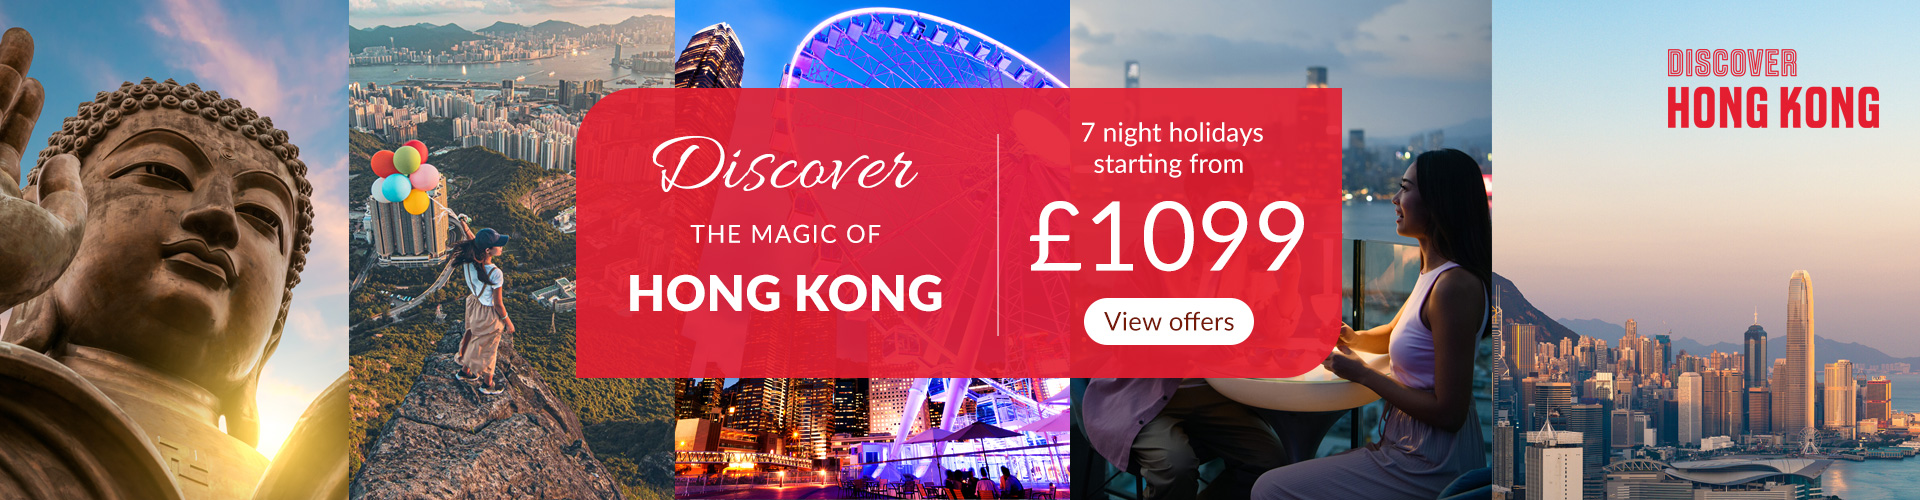 Discover
THE MAGIC OF
HONG KONG
7 night holidays
starting from
£1099
View offers
DISCOVER
HONG KONG